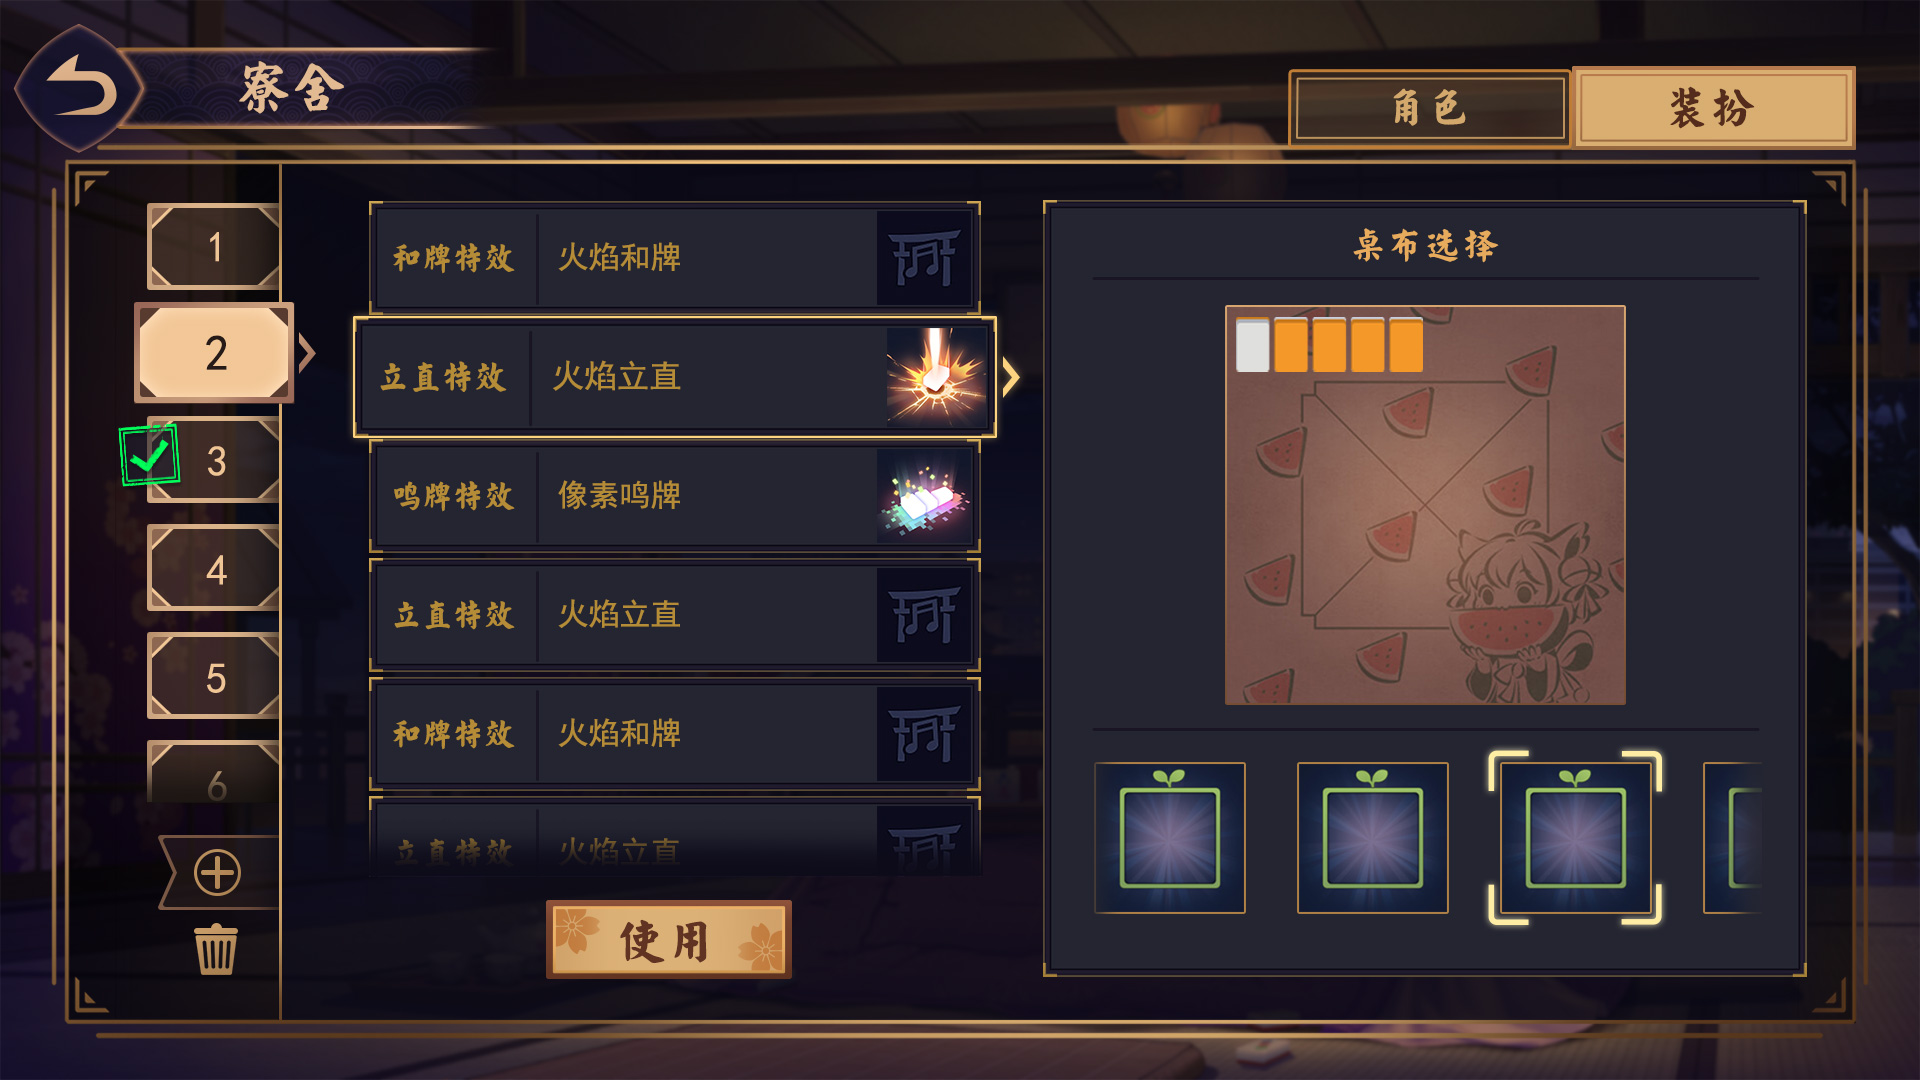 寮舍
角色
装扮
1
2
3
4
5
6
和牌特效 火焰和牌
立直特效 火焰立直
鸣牌特效 像素鸣牌
立直特效 火焰立直
和牌特效 火焰和牌
立直特效 火焰立直
使用
桌布选择